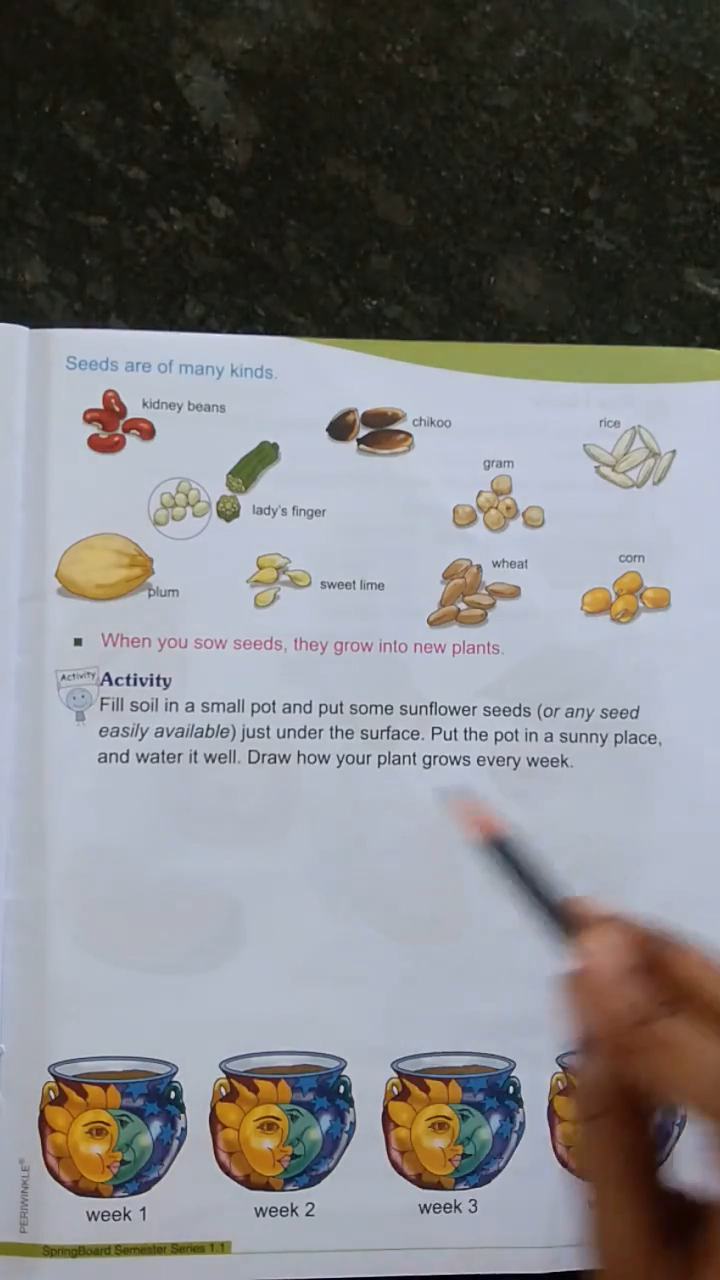 Seeds are of many kinds.
kidney beans
chikoo
rice
gram
lady's finger
plum
sweet lime
wheat
corn
■ When you sow seeds, they grow into new plants.
Activity
Activity
Fill soil in a small pot and put some sunflower seeds (or any seed
easily available) just under the surface. Put the pot in a sunny place,
and water it well. Draw how your plant grows every week.
week 1
week 2
week 3
PERIWINKLE®
SpringBoard Semester Series 1.1